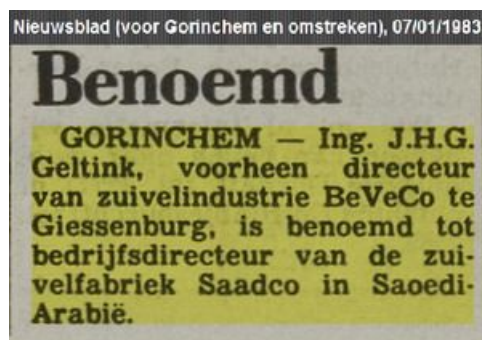 Nieuwsblad (voor Gorinchem en omstreken), 07/01/1983
Benoemd
GORINCHEM — Ing. J.H.G.
Geltink, voorheen directeur
van zuivelindustrie BeVeCo te
Giessenburg, is benoemd tot
bedrijfsdirecteur van de zui-
velfabriek Saadco in Saoedi-
Arabië.